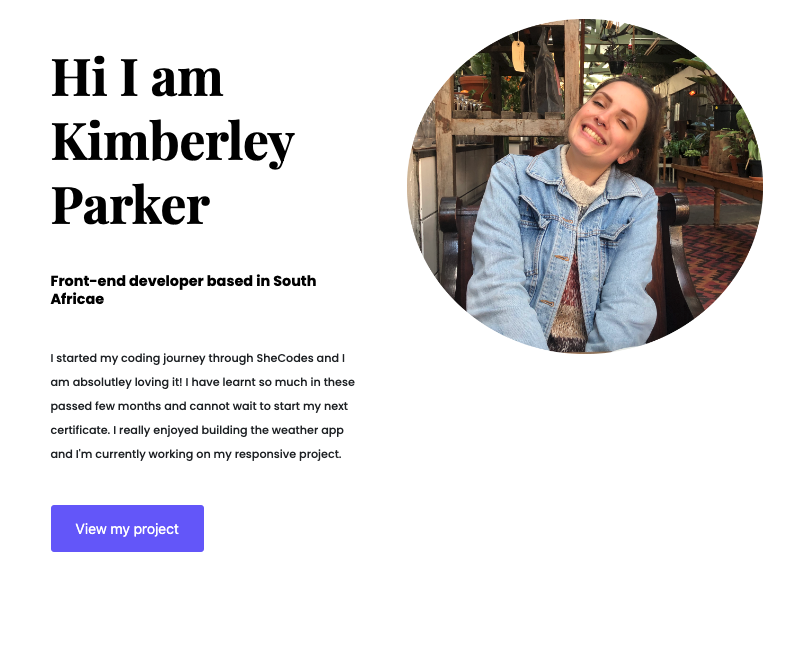 Hi I am
Kimberley
Parker
Front-end developer based in South
Africae
I started my coding journey through SheCodes and I
am absolutley loving it! I have learnt so much in these
passed few months and cannot wait to start my next
certificate. I really enjoyed building the weather app
and I'm currently working on my responsive project.
View my project